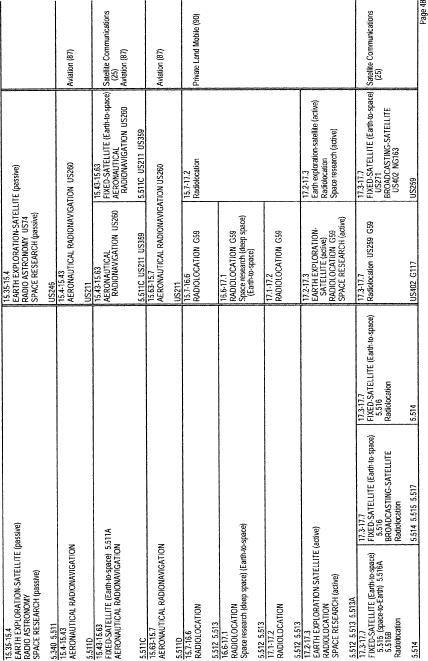 15.35-15.4
EARTH EXPLORATION-SATELLITE (passive)
RADIO ASTRONOMY
SPACE RESEARCH (passive)
5.340 5.511
15.4-15.43
AERONAUTICAL RADIONAVIGATION
5.511D
15.43-15.63
FIXED-SATELLITE (Earth-to-space) 5.511A
AERONAUTICAL RADIONAVIGATION
5.511C
15.63-15.7
AERONAUTICAL RADIONAVIGATION
5.511D
15.7-16.6
RADIOLOCATION
5.512 5.513
16.6-17.1
RADIOLOCATION
Space research (deep space) (Earth-to-space)
5.512 5.513
17.1-17.2
RADIOLOCATION
5.512 5.513
17.2-17.3
EARTH EXPLORATION-SATELLITE (active)
RADIOLOCATION
SPACE RESEARCH (active)
5.512 5.513 5.513A
17.3-17.7
FIXED-SATELLITE (Earth-to-space)
5.516 (space-to-Earth) 5.516A
5.516B
Radiolocation
5.514
17.3-17.7
FIXED-SATELLITE (Earth-to-space)
5.516
BROADCASTING-SATELLITE
Radiolocation
5.514 5.515 5.517
17.3-17.7
FIXED-SATELLITE (Earth-to-space)
5.516
Radiolocation
5.514
15.35-15.4
EARTH EXPLORATION-SATELLITE (passive)
RADIO ASTRONOMY US74
SPACE RESEARCH (passive)
US246
15.4-15.43
AERONAUTICAL RADIONAVIGATION US260
US211
15.43-15.63
AERONAUTICAL
RADIONAVIGATION US260
5.511C US211 US359
15.43-15.63
FIXED-SATELLITE (Earth-to-space)
AERONAUTICAL
RADIONAVIGATION US260
5.511C US211 US359
15.63-15.7
AERONAUTICAL RADIONAVIGATION US260
US211
15.7-16.6
RADIOLOCATION G59
15.7-17.2
Radiolocation
16.6-17.1
RADIOLOCATION G59
Space research (deep space)
(Earth-to-space)
17.1-17.2
RADIOLOCATION G59
17.2-17.3
EARTH EXPLORATION-
SATELLITE (active)
RADIOLOCATION G59
SPACE RESEARCH (active)
17.2-17.3
Earth exploration-satellite (active)
Radiolocation
Space research (active)
17.3-17.7
Radiolocation US259 G59
US402 G117
17.3-17.7
FIXED-SATELLITE (Earth-to-space)
US271
BROADCASTING-SATELLITE
US402 NG163
US259
Aviation (87)
Satellite Communications
(25)
Aviation (87)
Aviation (87)
Private Land Mobile (90)
Satellite Communications
(25)
Page 48